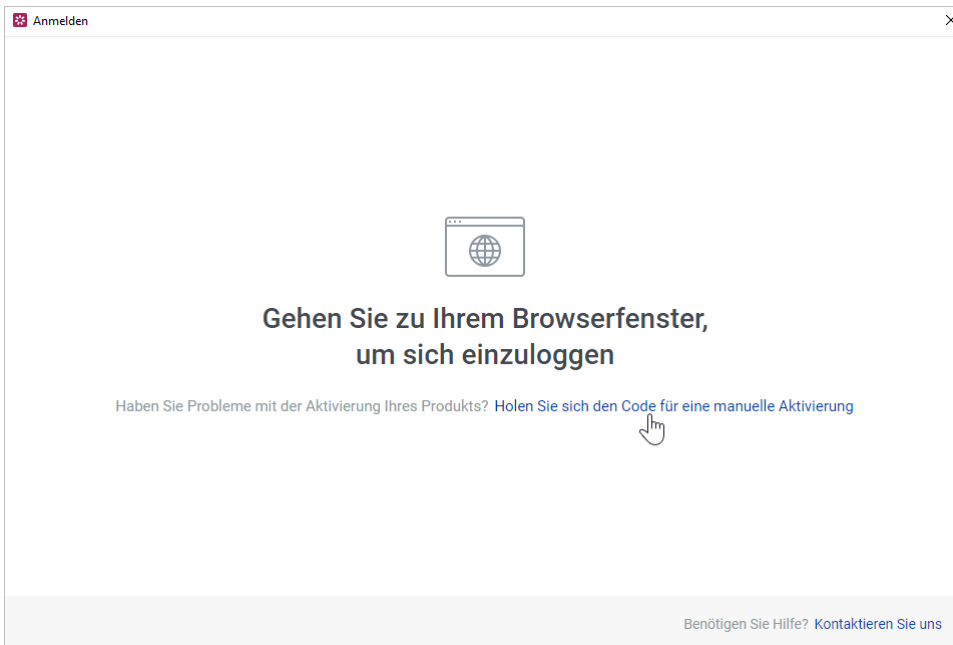 Anmelden
Gehen Sie zu Ihrem Browserfenster,
um sich einzuloggen
Haben Sie Probleme mit der Aktivierung Ihres Produkts? Holen Sie sich den Code für eine manuelle Aktivierung
Benötigen Sie Hilfe? Kontaktieren Sie uns